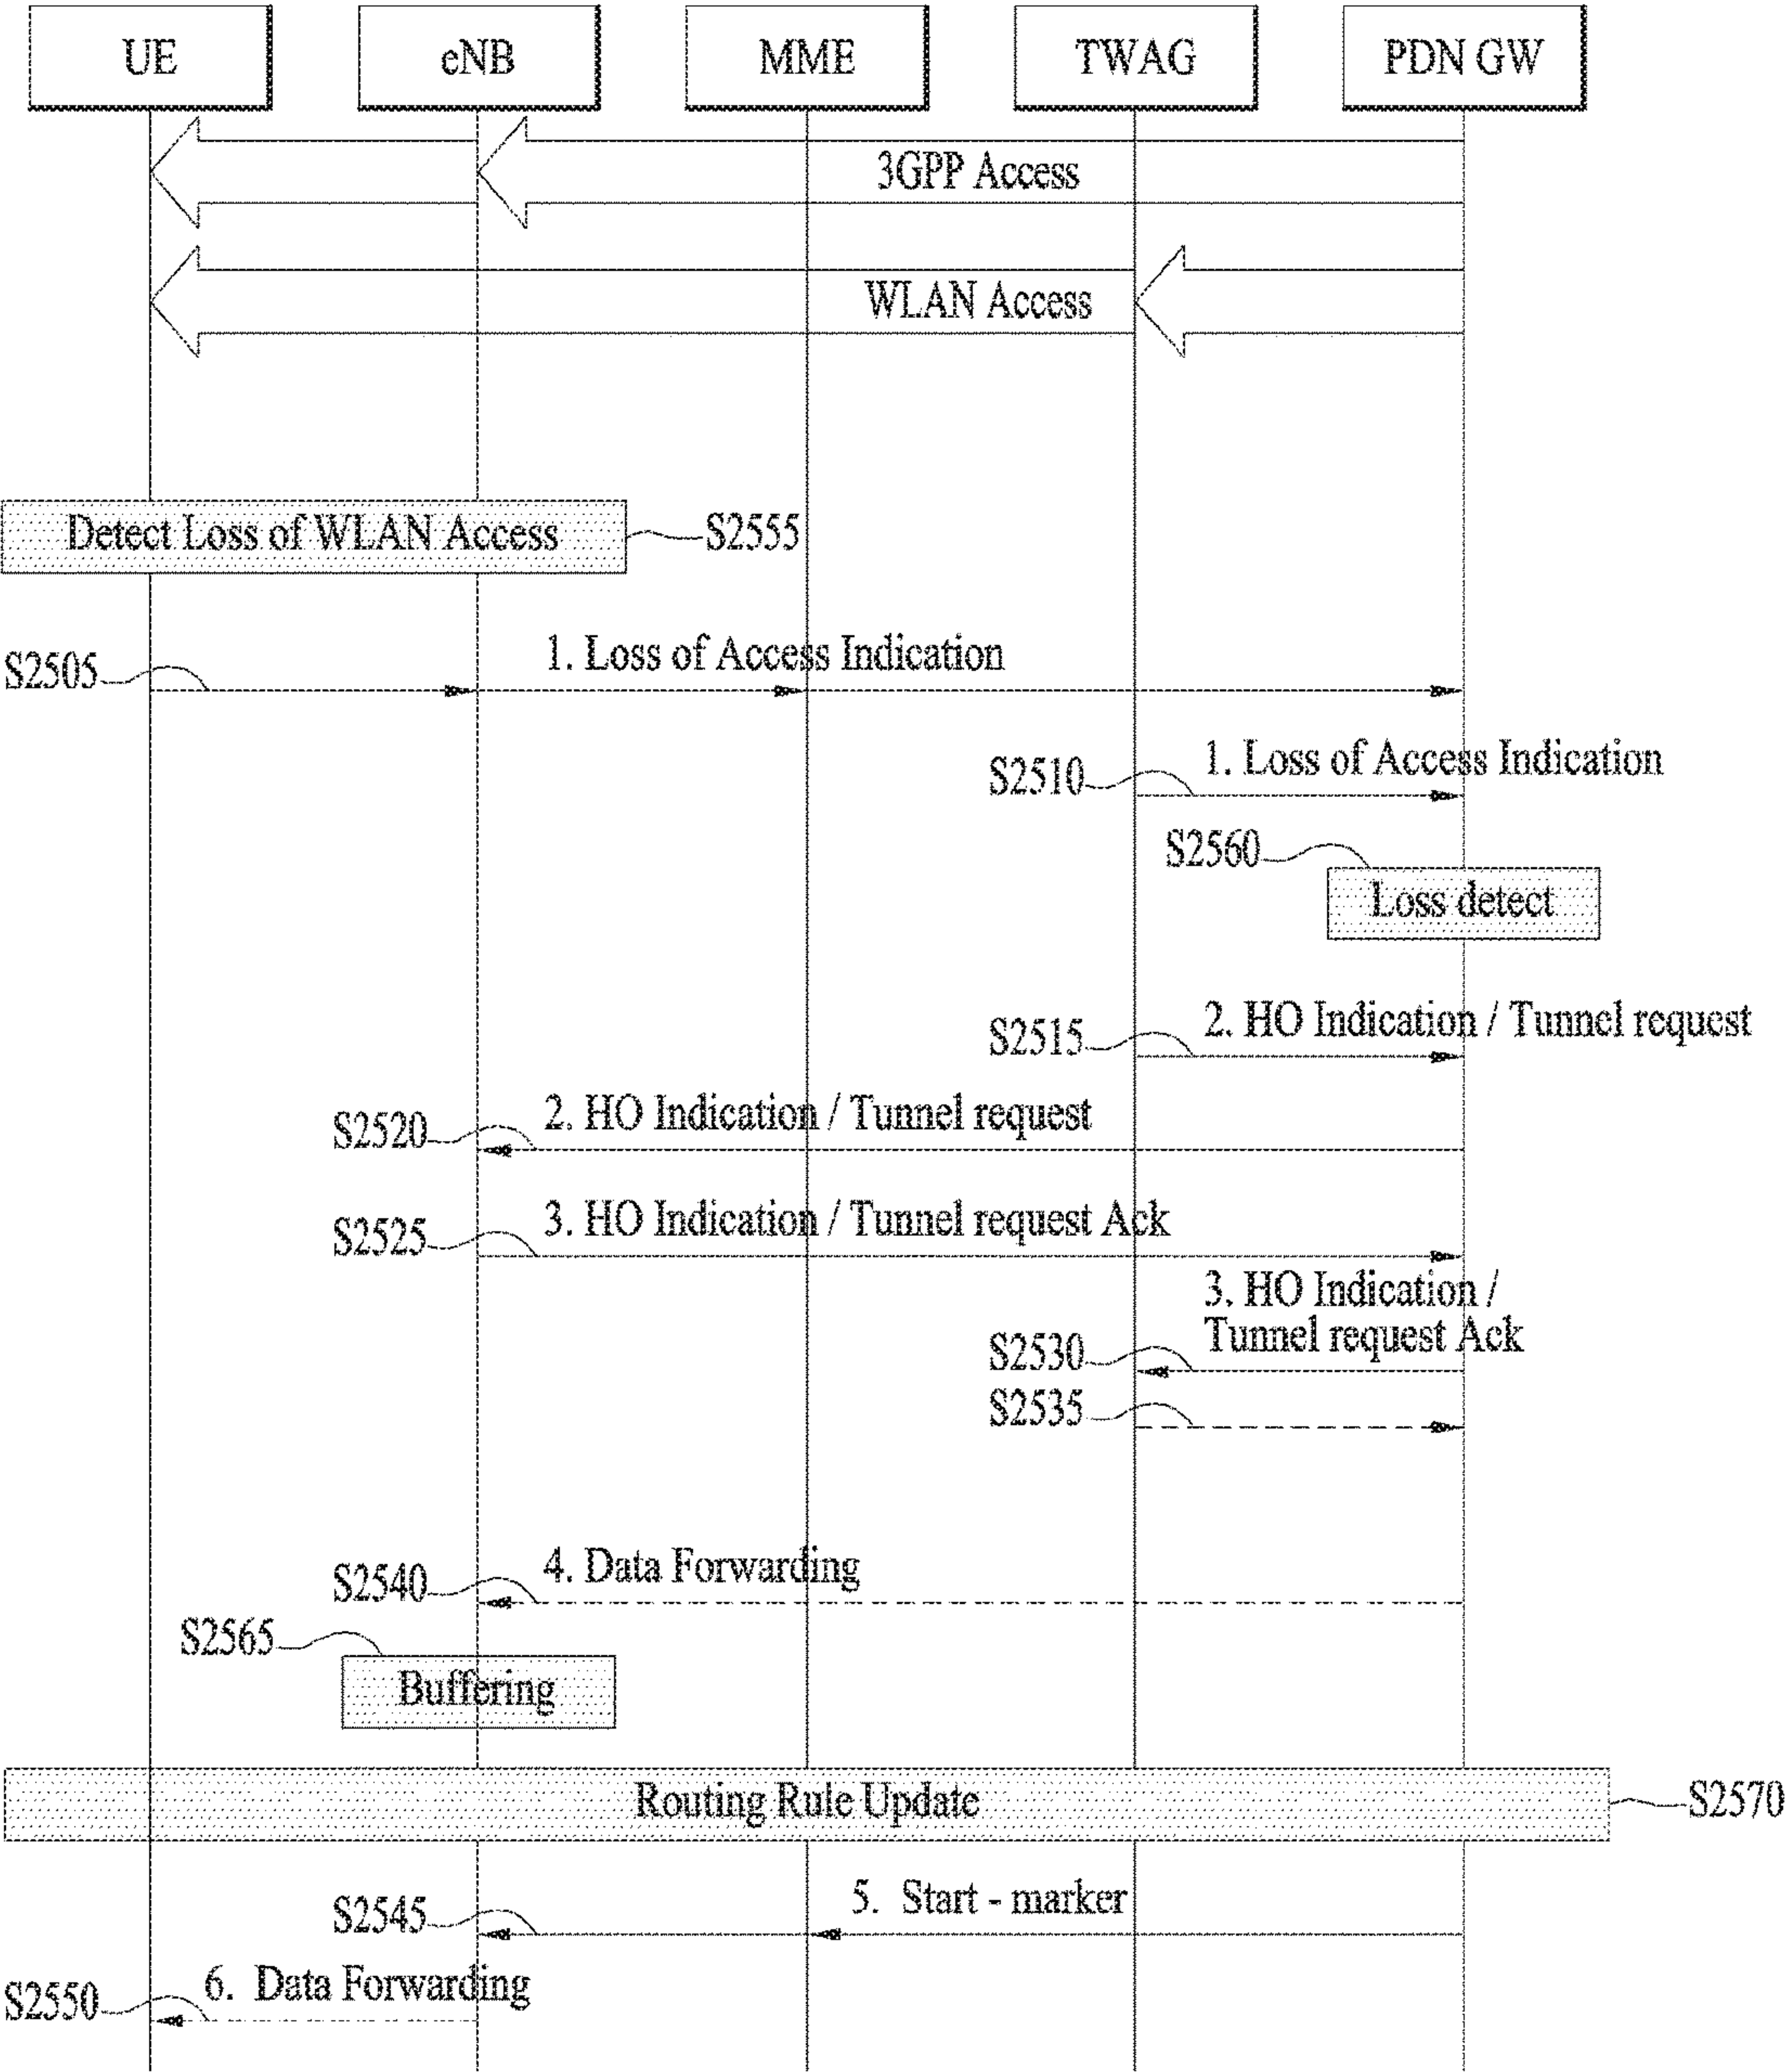 UE
eNB
MME
TWAG
PDN GW
3GPP Access
WLAN Access
Detect Loss of WLAN Access
S2555
1. Loss of Access Indication
S2505
1. Loss of Access Indication
S2510
S2560
Loss detect
2. HO Indication / Tunnel request
S2515
2. HO Indication / Tunnel request
S2520
3. HO Indication / Tunnel request Ack
S2525
3. HO Indication /
Tunnel request Ack
S2530
S2535
4. Data Forwarding
S2540
S2565
Buffering
Routing Rule Update
S2570
5. Start - marker
S2545
6. Data Forwarding
S2550